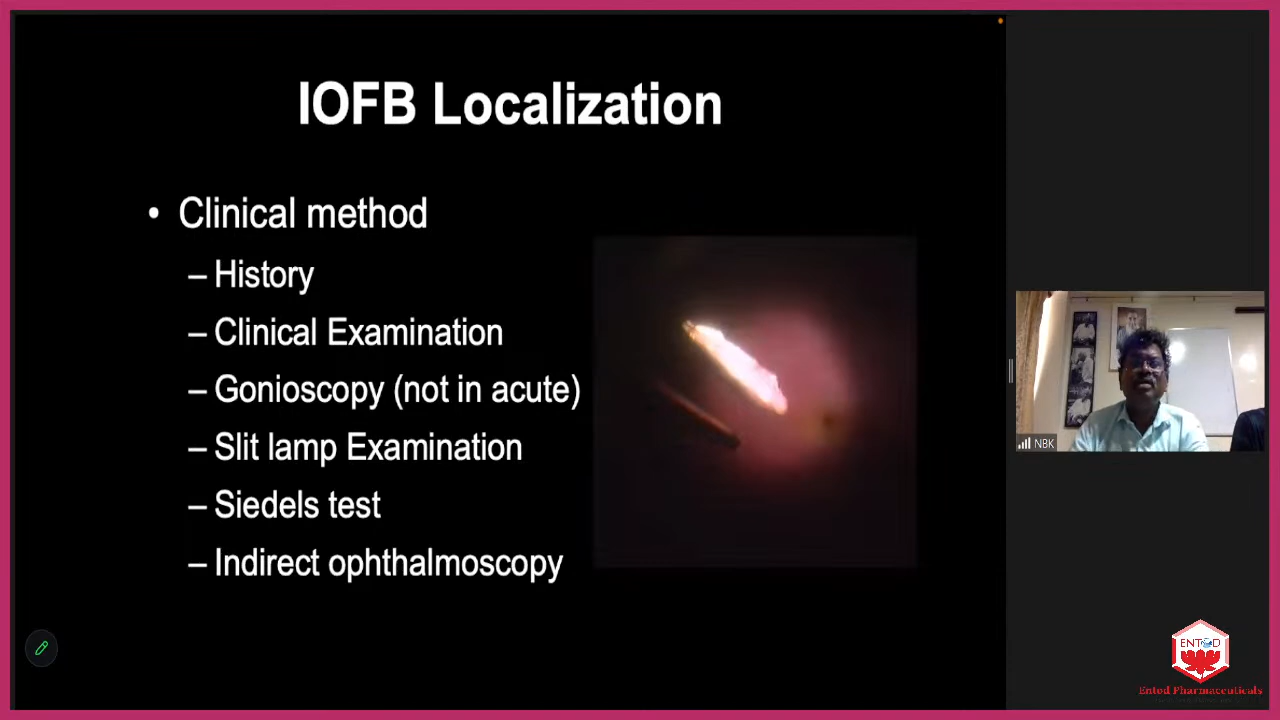 IOFB Localization
• Clinical method
– History
– Clinical Examination
– Gonioscopy (not in acute)
– Slit lamp Examination
– Siedels test
– Indirect ophthalmoscopy
NBK
ENTOD
Entod Pharmaceuticals